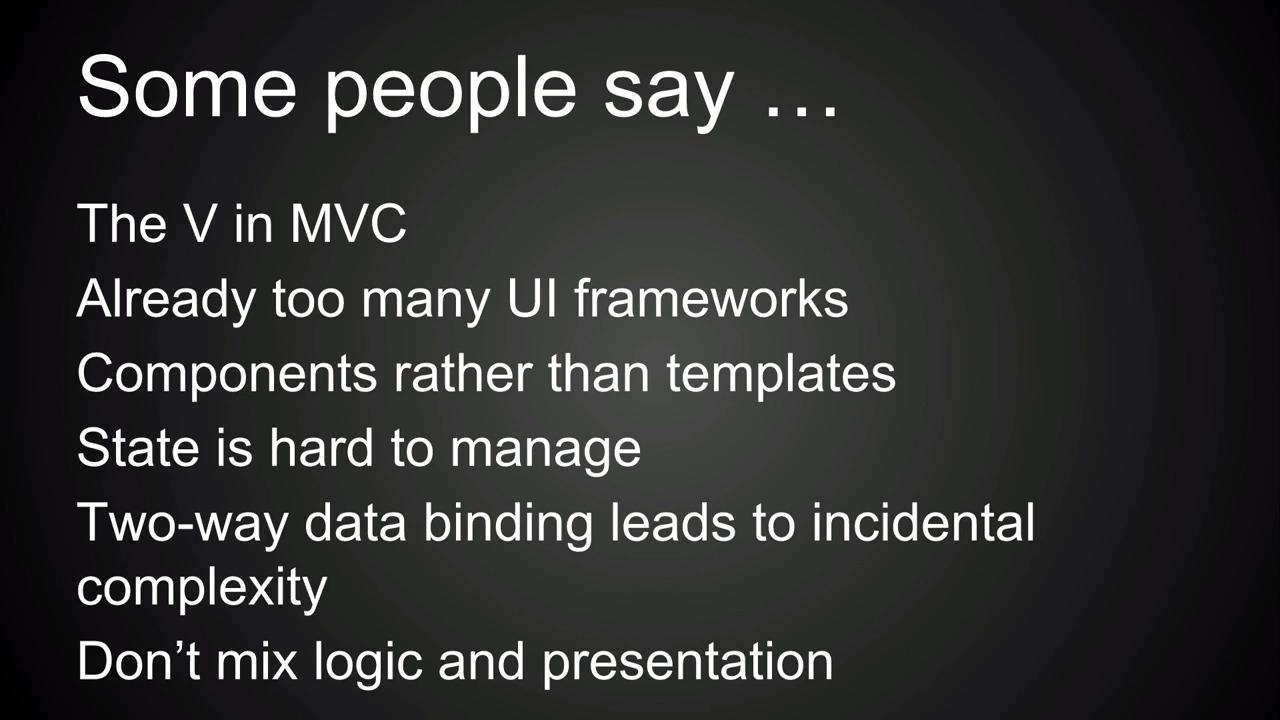 Some people say …
The V in MVC
Already too many UI frameworks
Components rather than templates
State is hard to manage
Two-way data binding leads to incidental
complexity
Don’t mix logic and presentation